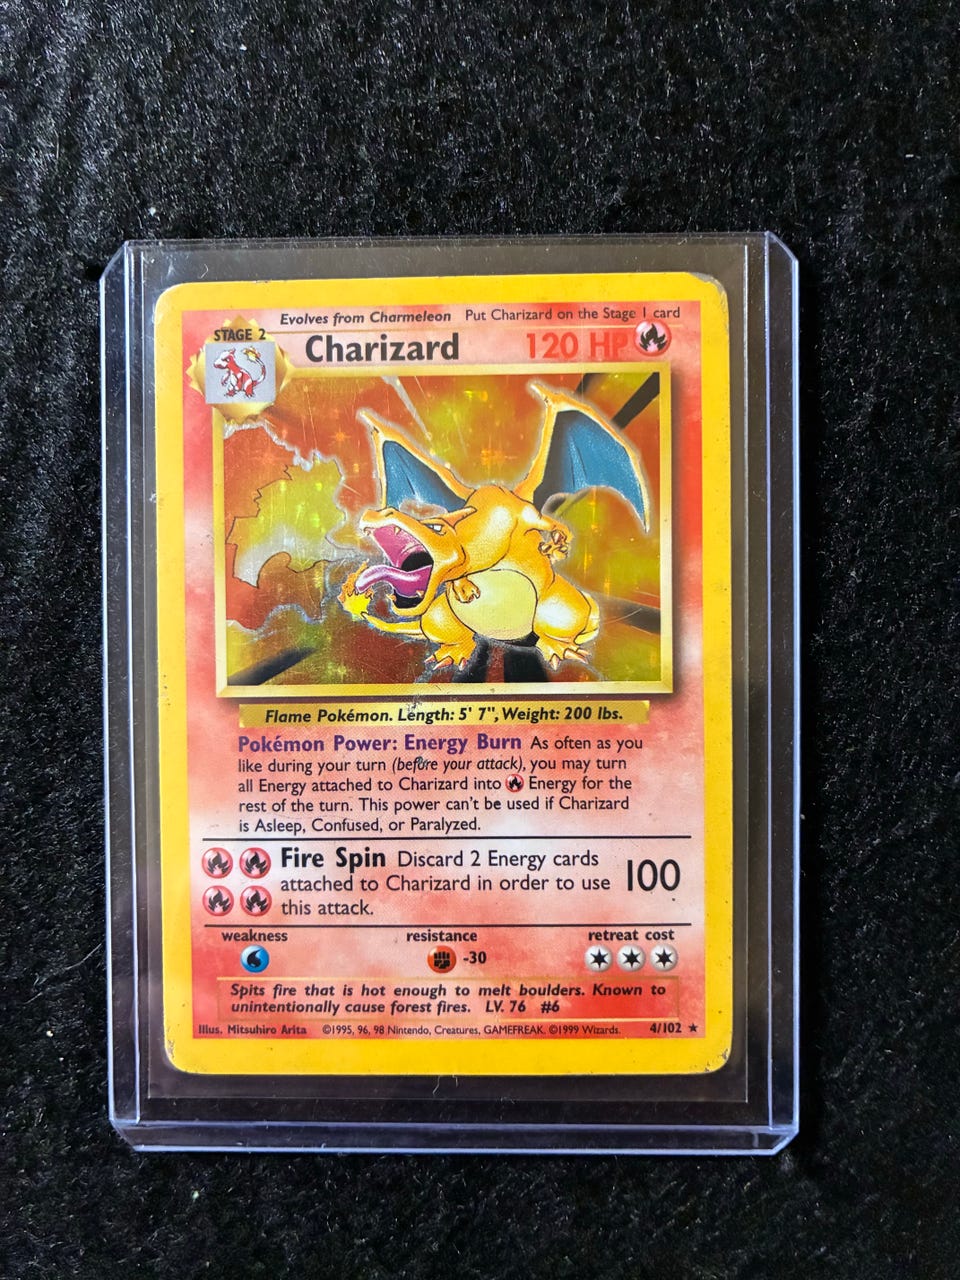 Evolves from Charmeleon Put Charizard on the Stage 1 card
STAGE 2
Charizard 120 HP
Flame Pokémon. Length: 5' 7", Weight: 200 lbs.
Pokémon Power: Energy Burn As often as you
like during your turn (before your attack), you may turn
all Energy attached to Charizard into Energy for the
rest of the turn. This power can't be used if Charizard
is Asleep, Confused, or Paralyzed.
Fire Spin Discard 2 Energy cards
attached to Charizard in order to use 100
this attack.
weakness resistance retreat cost
-30
Spits fire that is hot enough to melt boulders. Known to
unintentionally cause forest fires. LV. 76 #6
Illus. Mitsuhiro Arita ©1995, 96, 98 Nintendo, Creatures, GAMEFREAK. ©1999 Wizards. 4/102 ★